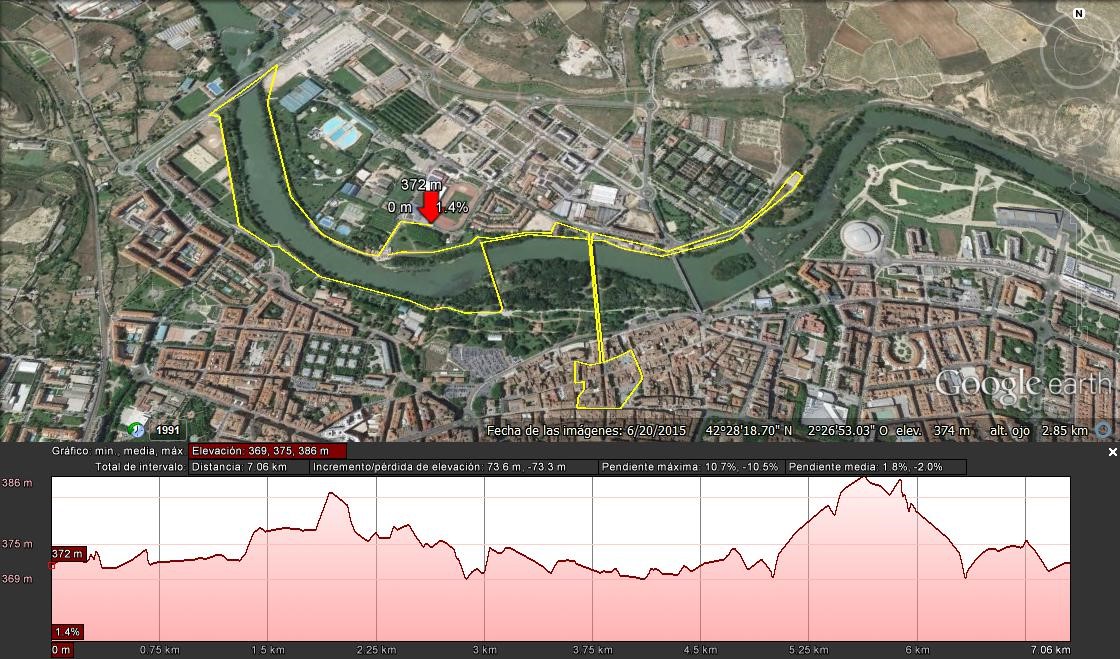 N
372 m
0 m 1.4%
Google earth
1991
Fecha de las imágenes: 6/20/2015 42°28'18.70" N 2°26'53.03" O elev. 374 m alt. ojo 2.85 km
Gráfico: mín., media, máx. Elevación: 369, 375, 386 m
Total de intervalo: Distancia: 7.06 km Incremento/pérdida de elevación: 73.6 m, -73.3 m Pendiente máxima: 10.7%, -10.5% Pendiente media: 1.8%, -2.0%
386 m
375 m
372 m
369 m
1.4%
0 m 0.75 km 1.5 km 2.25 km 3 km 3.75 km 4.5 km 5.25 km 6 km 7.06 km